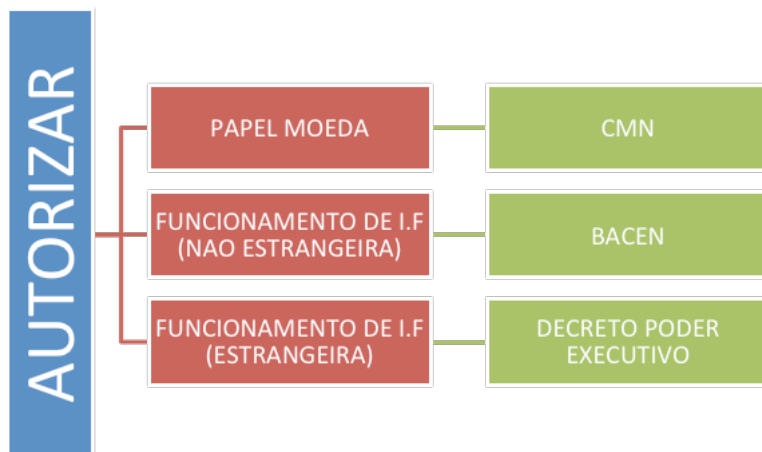 AUTORIZAR
PAPEL MOEDA
CMN
FUNCIONAMENTO DE I.F
(NAO ESTRANGEIRA)
BACEN
FUNCIONAMENTO DE I.F
(ESTRANGEIRA)
DECRETO PODER
EXECUTIVO